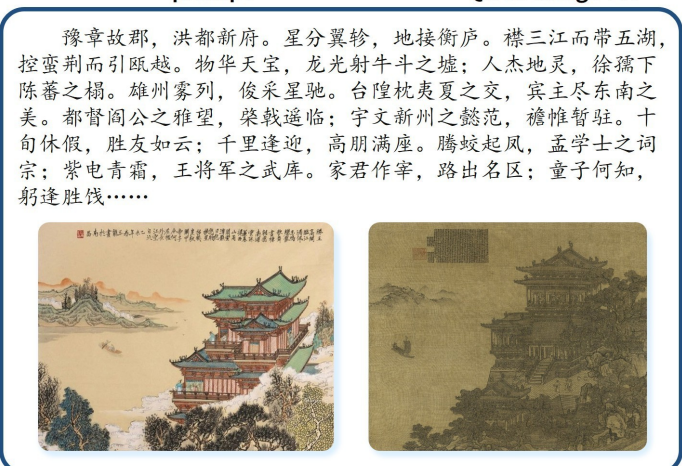 豫章故郡，洪都新府。星分翼轸，地接衡庐。襟三江而带五湖，
控蛮荆而引瓯越。物华天宝，龙光射牛斗之墟；人杰地灵，徐孺下
陈蕃之榻。雄州雾列，俊采星驰。台隍枕夷夏之交，宾主尽东南之
美。都督阎公之雅望，棨戟遥临；宇文新州之懿范，襜帷暂驻。十
旬休假，胜友如云；千里逢迎，高朋满座。腾蛟起凤，孟学士之词
宗；紫电青霜，王将军之武库。家君作宰，路出名区；童子何知，
躬逢胜饯……